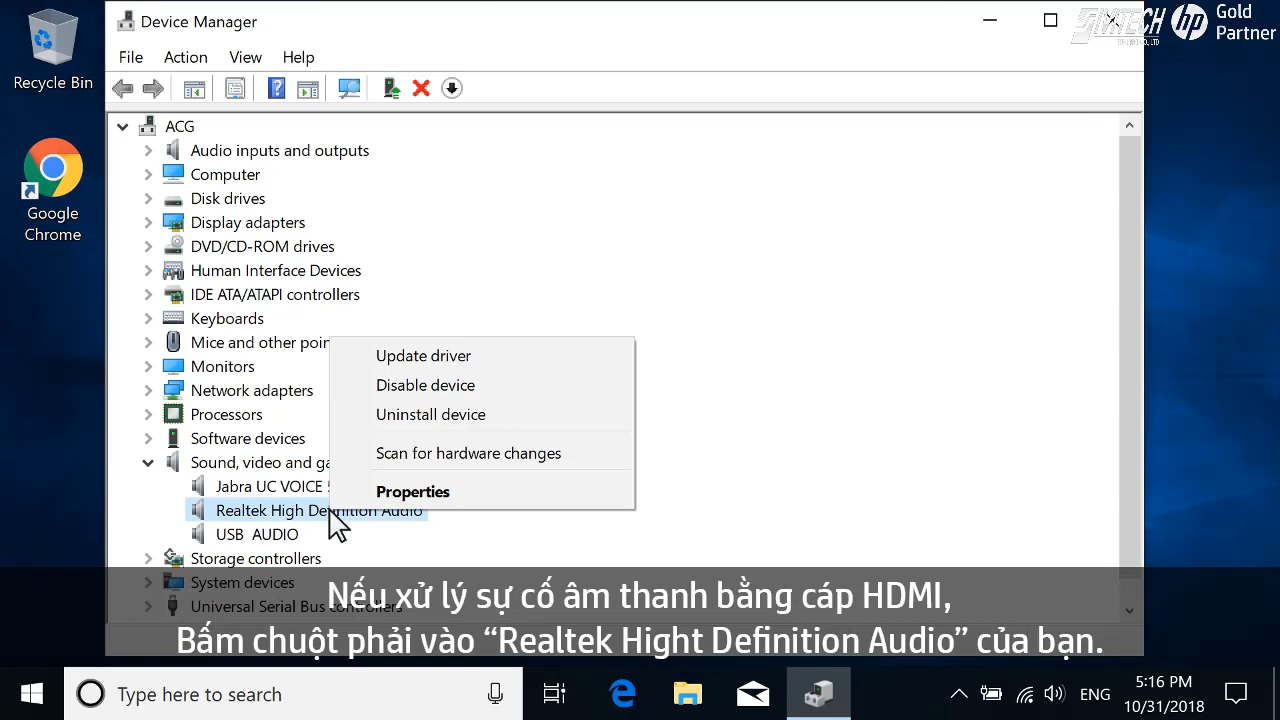 Device Manager
SIMTECH
hp
Gold
Partner
File Action View Help
Recycle Bin
Google
Chrome
ACG
Audio inputs and outputs
Computer
Disk drives
Display adapters
DVD/CD-ROM drives
Human Interface Devices
IDE ATA/ATAPI controllers
Keyboards
Mice and other poin
Monitors
Network adapters
Processors
Software devices
Sound, video and ga
Jabra UC VOICE
Realtek High Definition Audio
USB AUDIO
Storage controllers
System devices
Universal Serial Bus controllers
Update driver
Disable device
Uninstall device
Scan for hardware changes
Properties
Nếu xử lý sự cố âm thanh bằng cáp HDMI,
Bấm chuột phải vào “Realtek Hight Definition Audio” của bạn.
Type here to search
ENG
5:16 PM
10/31/2018